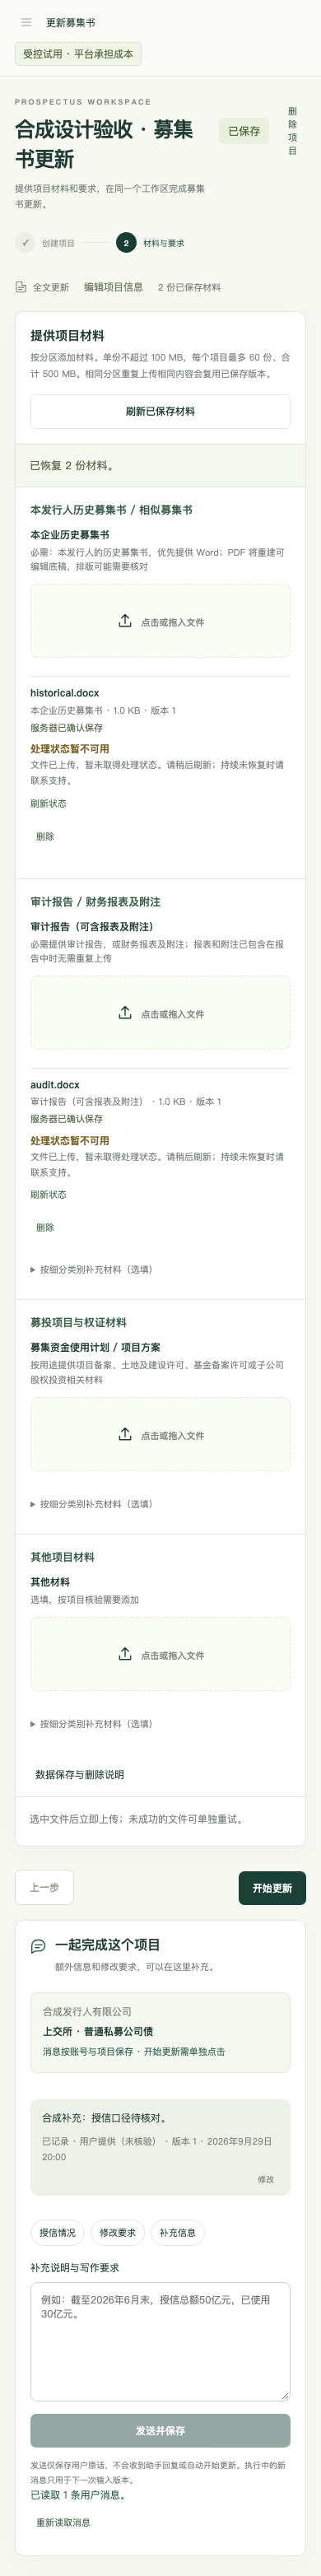 更新募集书
受控试用 · 平台承担成本
PROSPECTUS WORKSPACE
合成设计验收 · 募集
书更新
已保存
删
除
项
目
提供项目材料和要求，在同一个工作区完成募集
书更新。
✓ 创建项目 2 材料与要求
全文更新 编辑项目信息 2 份已保存材料
提供项目材料
按分区添加材料。单份不超过 100 MB，每个项目最多 60 份、合
计 500 MB。相同分区重复上传相同内容会复用已保存版本。
刷新已保存材料
已恢复 2 份材料。
本发行人历史募集书 / 相似募集书
本企业历史募集书
必需：本发行人的历史募集书，优先提供 Word；PDF 将重建可
编辑底稿，排版可能需要核对
点击或拖入文件
historical.docx
本企业历史募集书 · 1.0 KB · 版本 1
服务器已确认保存
处理状态暂不可用
文件已上传，暂未取得处理状态。请稍后刷新；持续未恢复时请
联系支持。
刷新状态
删除
审计报告 / 财务报表及附注
审计报告（可含报表及附注）
必需提供审计报告，或财务报表及附注；报表和附注已包含在报
告中时无需重复上传
点击或拖入文件
audit.docx
审计报告（可含报表及附注） · 1.0 KB · 版本 1
服务器已确认保存
处理状态暂不可用
文件已上传，暂未取得处理状态。请稍后刷新；持续未恢复时请
联系支持。
刷新状态
删除
▶ 按细分类别补充材料（选填）
募投项目与权证材料
募集资金使用计划 / 项目方案
按用途提供项目备案、土地及建设许可、基金备案许可或子公司
股权投资相关材料
点击或拖入文件
▶ 按细分类别补充材料（选填）
其他项目材料
其他材料
选填，按项目核验需要添加
点击或拖入文件
▶ 按细分类别补充材料（选填）
数据保存与删除说明
选中文件后立即上传；未成功的文件可单独重试。
上一步
开始更新
一起完成这个项目
额外信息和修改要求，可以在这里补充。
合成发行人有限公司
上交所 · 普通私募公司债
消息按账号与项目保存 · 开始更新需单独点击
合成补充：授信口径待核对。
已记录 · 用户提供（未核验） · 版本 1 · 2026年9月29日
20:00
修改
授信情况 修改要求 补充信息
补充说明与写作要求
例如：截至2026年6月末，授信总额50亿元，已使用
30亿元。
发送并保存
发送仅保存用户原话，不会收到助手回复或自动开始更新。执行中的新
消息只用于下一次输入版本。
已读取 1 条用户消息。
重新读取消息